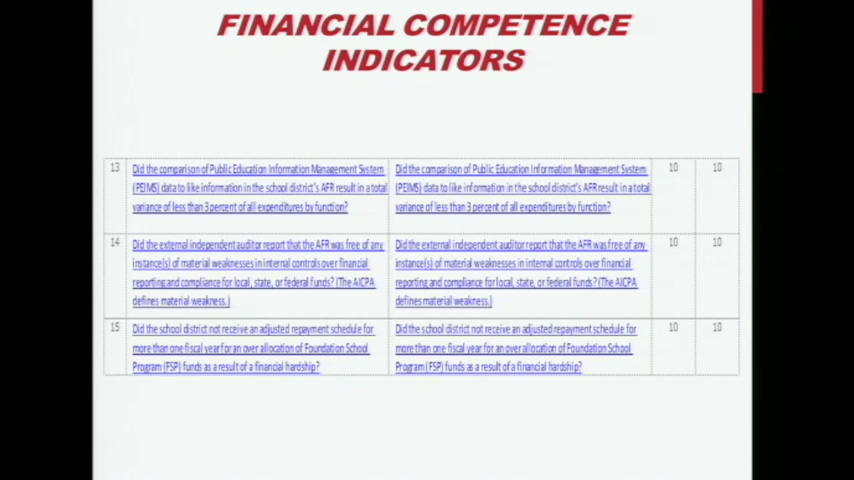 FINANCIAL COMPETENCE
INDICATORS
13
Did the comparison of Public Education Information Management System
(PEIMS) data to like information in the school district's AFR result in a total
variance of less than 3 percent of all expenditures by function?
Did the comparison of Public Education Information Management System
(PEIMS) data to like information in the school district's AFR result in a total
variance of less than 3 percent of all expenditures by function?
10
10
14
Did the external independent auditor report that the AFR was free of any
instance(s) of material weaknesses in internal controls over financial
reporting and compliance for local, state, or federal funds? (The AICPA
defines material weakness.)
Did the external independent auditor report that the AFR was free of any
instance(s) of material weaknesses in internal controls over financial
reporting and compliance for local, state, or federal funds? (The AICPA
defines material weakness.)
10
10
15
Did the school district not receive an adjusted repayment schedule for
more than one fiscal year for an over allocation of Foundation School
Program (FSP) funds as a result of a financial hardship?
Did the school district not receive an adjusted repayment schedule for
more than one fiscal year for an over allocation of Foundation School
Program (FSP) funds as a result of a financial hardship?
10
10